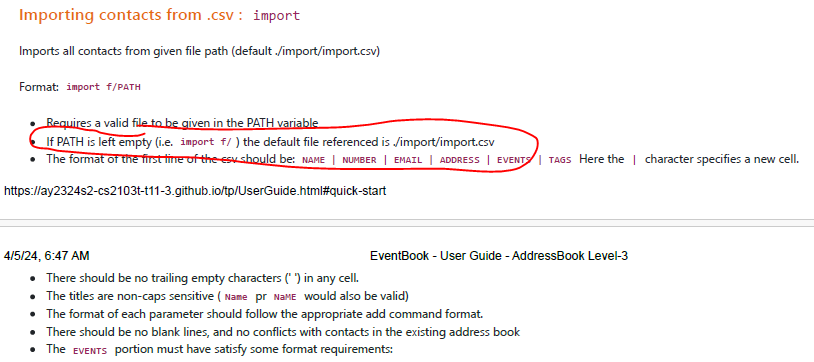 Importing contacts from .csv : import
Imports all contacts from given file path (default ./import/import.csv)
Format: import f/PATH
Requires a valid file to be given in the PATH variable
If PATH is left empty (i.e. import f/ ) the default file referenced is ./import/import.csv
The format of the first line of the csv should be: NAME | NUMBER | EMAIL | ADDRESS | EVENTS | TAGS Here the | character specifies a new cell.
https://ay2324s2-cs2103t-t11-3.github.io/tp/UserGuide.html#quick-start
4/5/24, 6:47 AM EventBook - User Guide - AddressBook Level-3
There should be no trailing empty characters (' ') in any cell.
The titles are non-caps sensitive ( Name pr NaME would also be valid)
The format of each parameter should follow the appropriate add command format.
There should be no blank lines, and no conflicts with contacts in the existing address book
The EVENTS portion must have satisfy some format requirements: